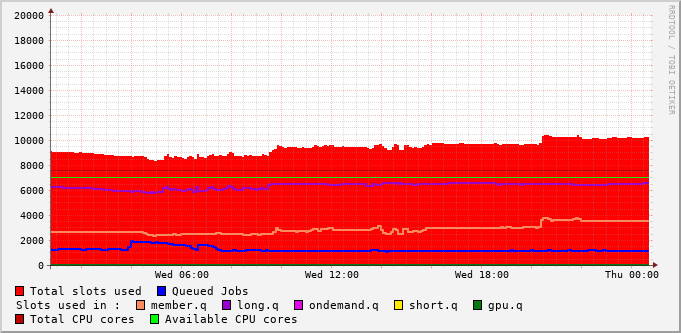 20000
18000
16000
14000
12000
10000
8000
6000
4000
2000
0
Wed 06:00 Wed 12:00 Wed 18:00 Thu 00:00
Total slots used Queued Jobs
Slots used in : member.q long.q ondemand.q short.q gpu.q
Total CPU cores Available CPU cores
RRDTOOL / TOBI OETIKER